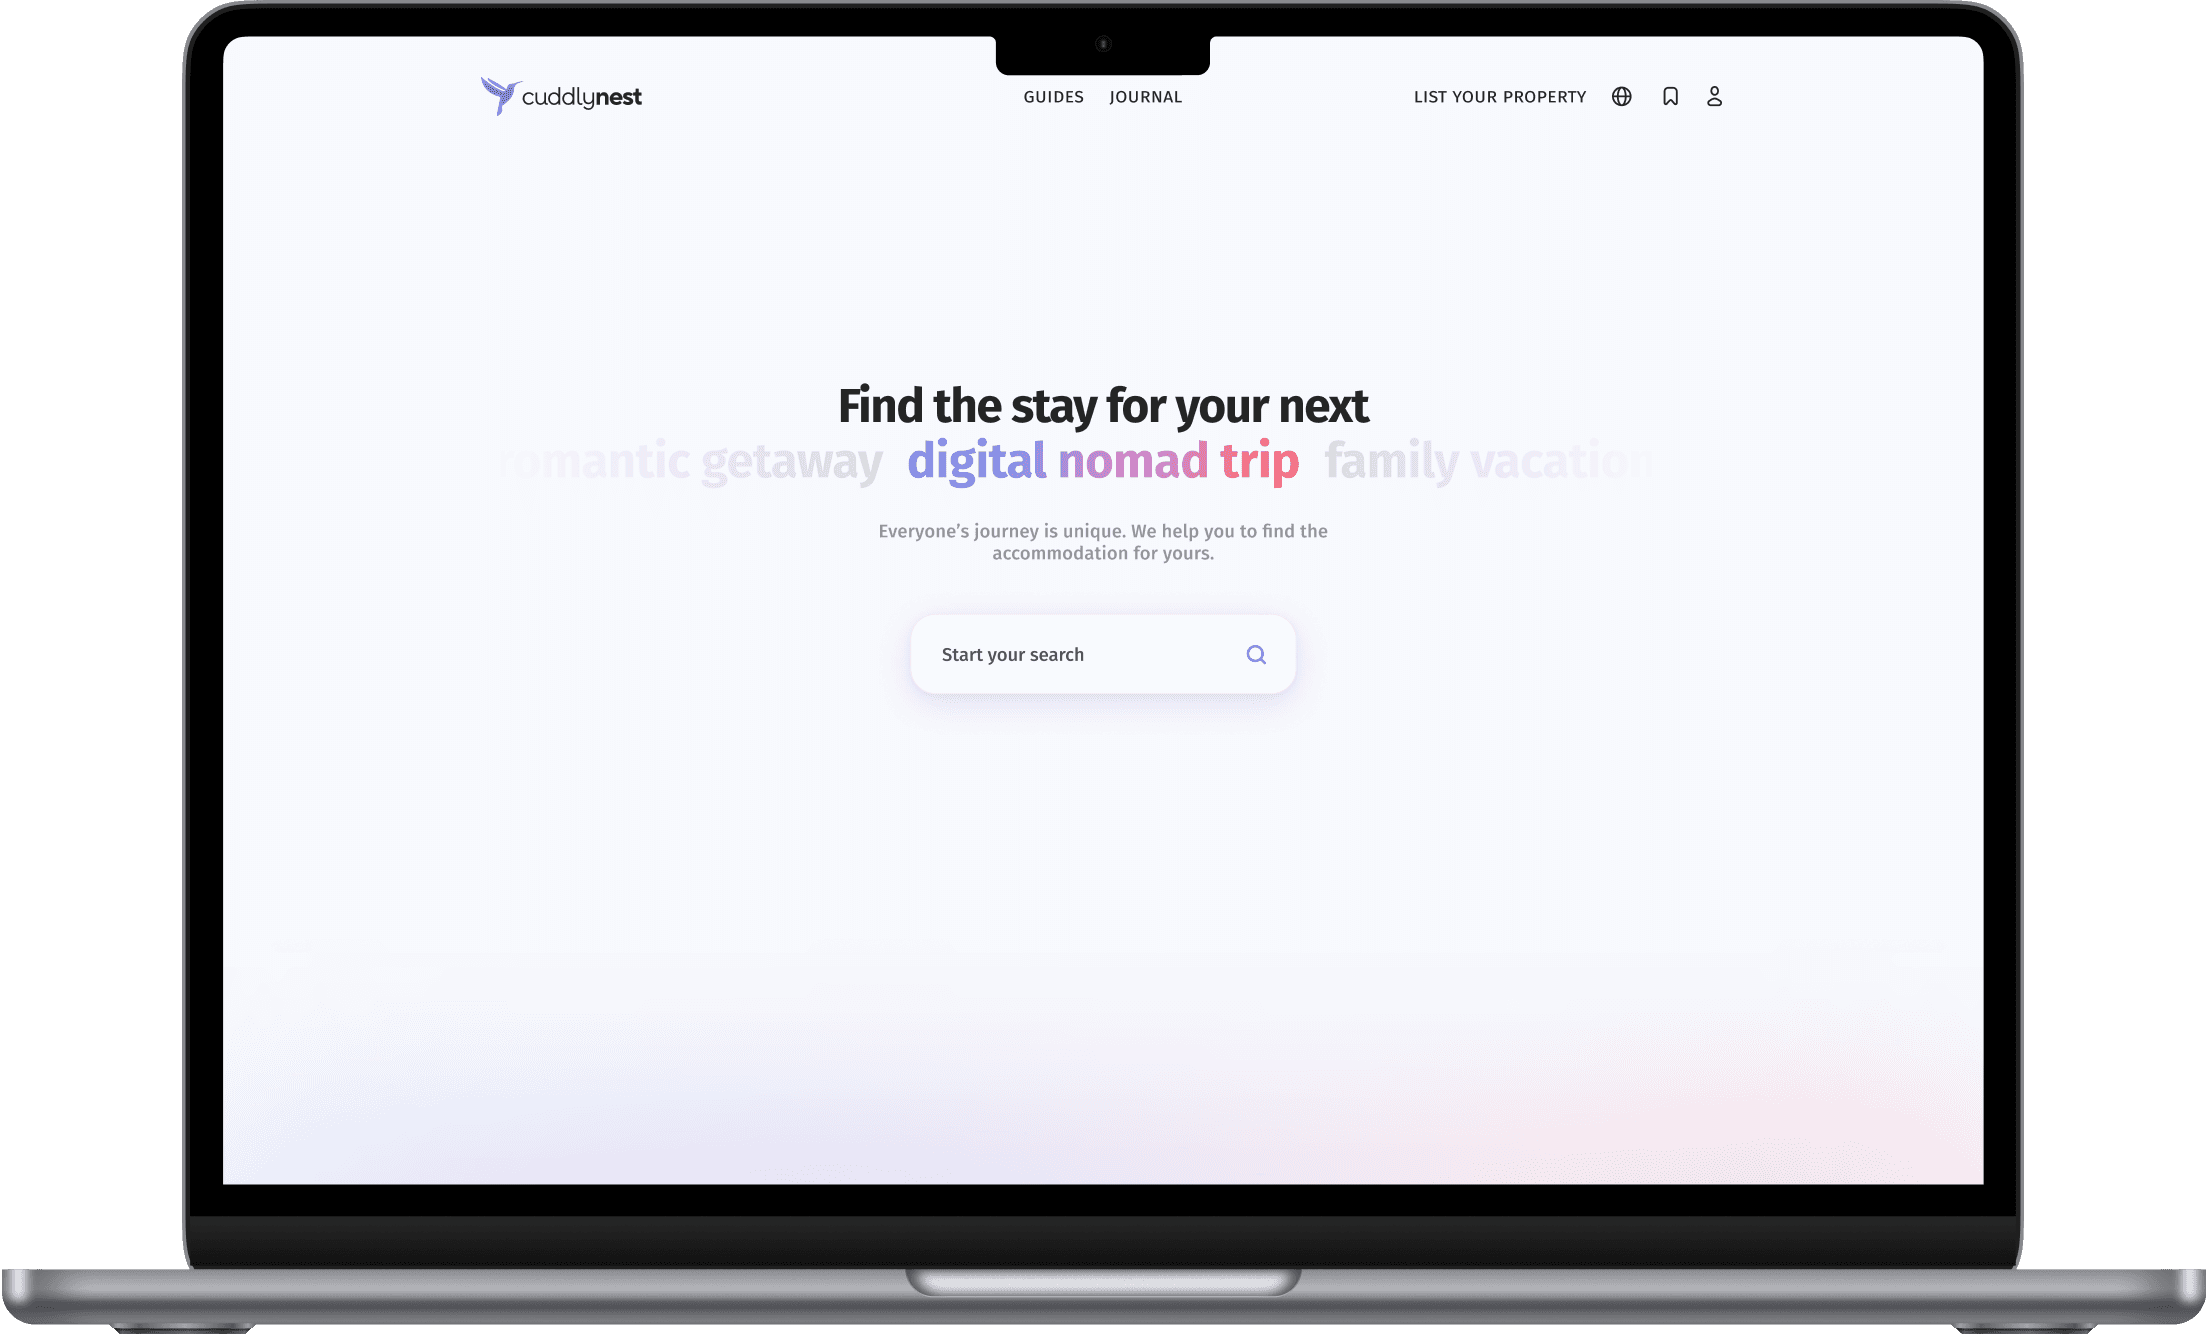 cuddlynest
GUIDES JOURNAL
LIST YOUR PROPERTY
Find the stay for your next
romantic getaway digital nomad trip family vacation
Everyone’s journey is unique. We help you to find the
accommodation for yours.
Start your search